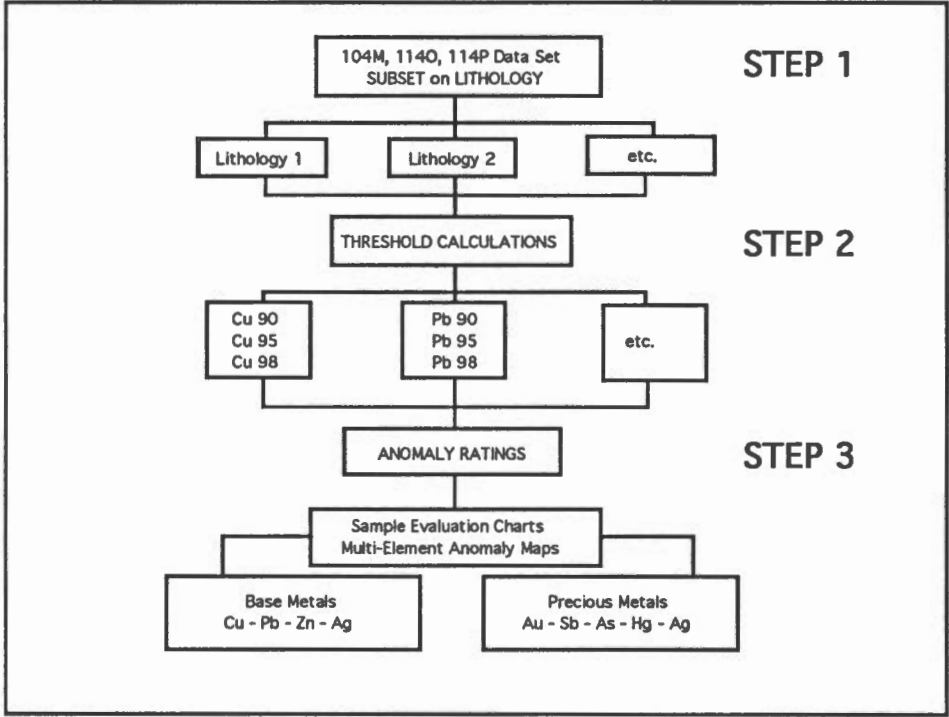 104M, 114O, 114P Data Set
SUBSET on LITHOLOGY
STEP 1
Lithology 1
Lithology 2
etc.
THRESHOLD CALCULATIONS
STEP 2
Cu 90
Cu 95
Cu 98
Pb 90
Pb 95
Pb 98
etc.
ANOMALY RATINGS
STEP 3
Sample Evaluation Charts
Multi-Element Anomaly Maps
Base Metals
Cu - Pb - Zn - Ag
Precious Metals
Au - Sb - As - Hg - Ag